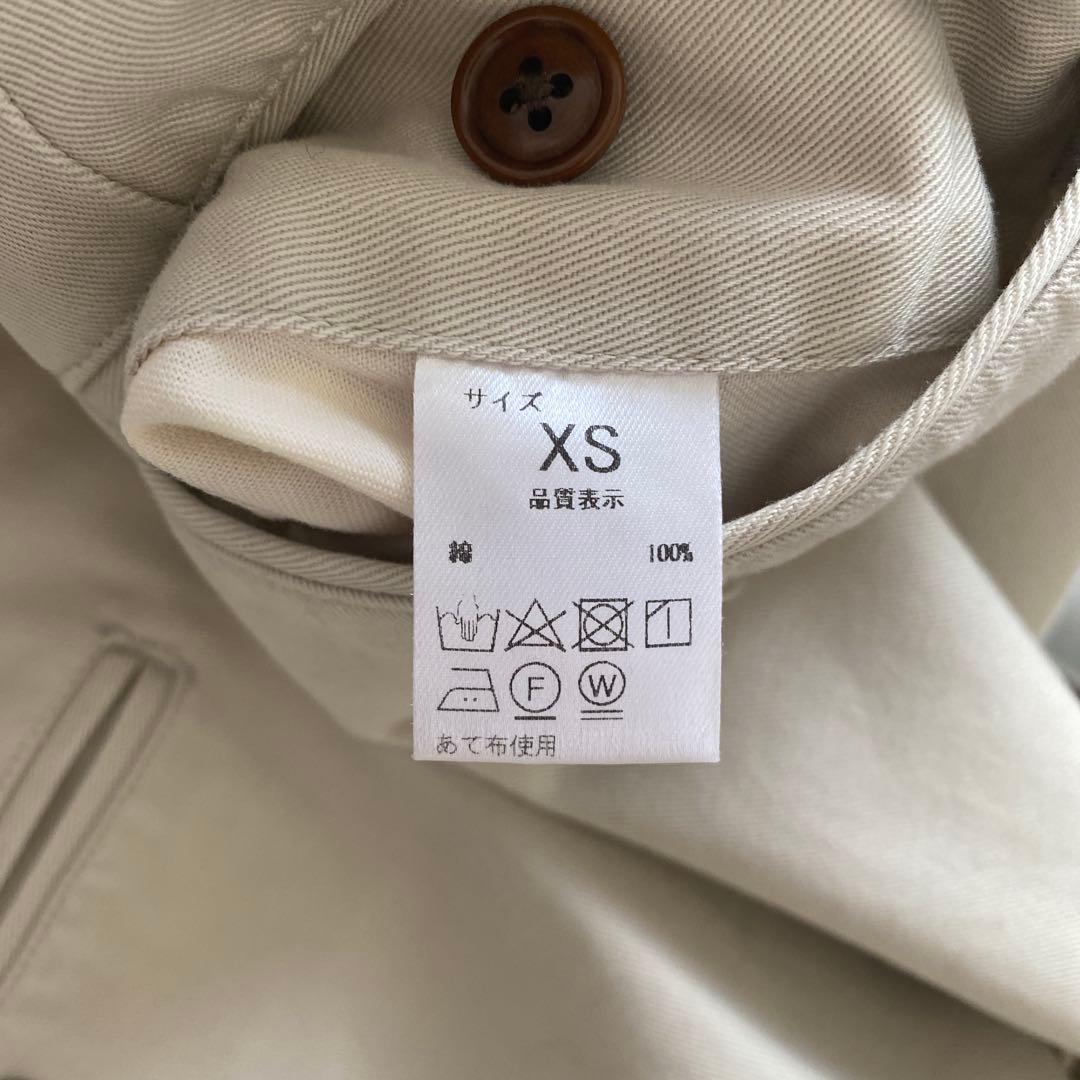 サイズ
XS
品質表示
綿 100%
F W
あて布使用